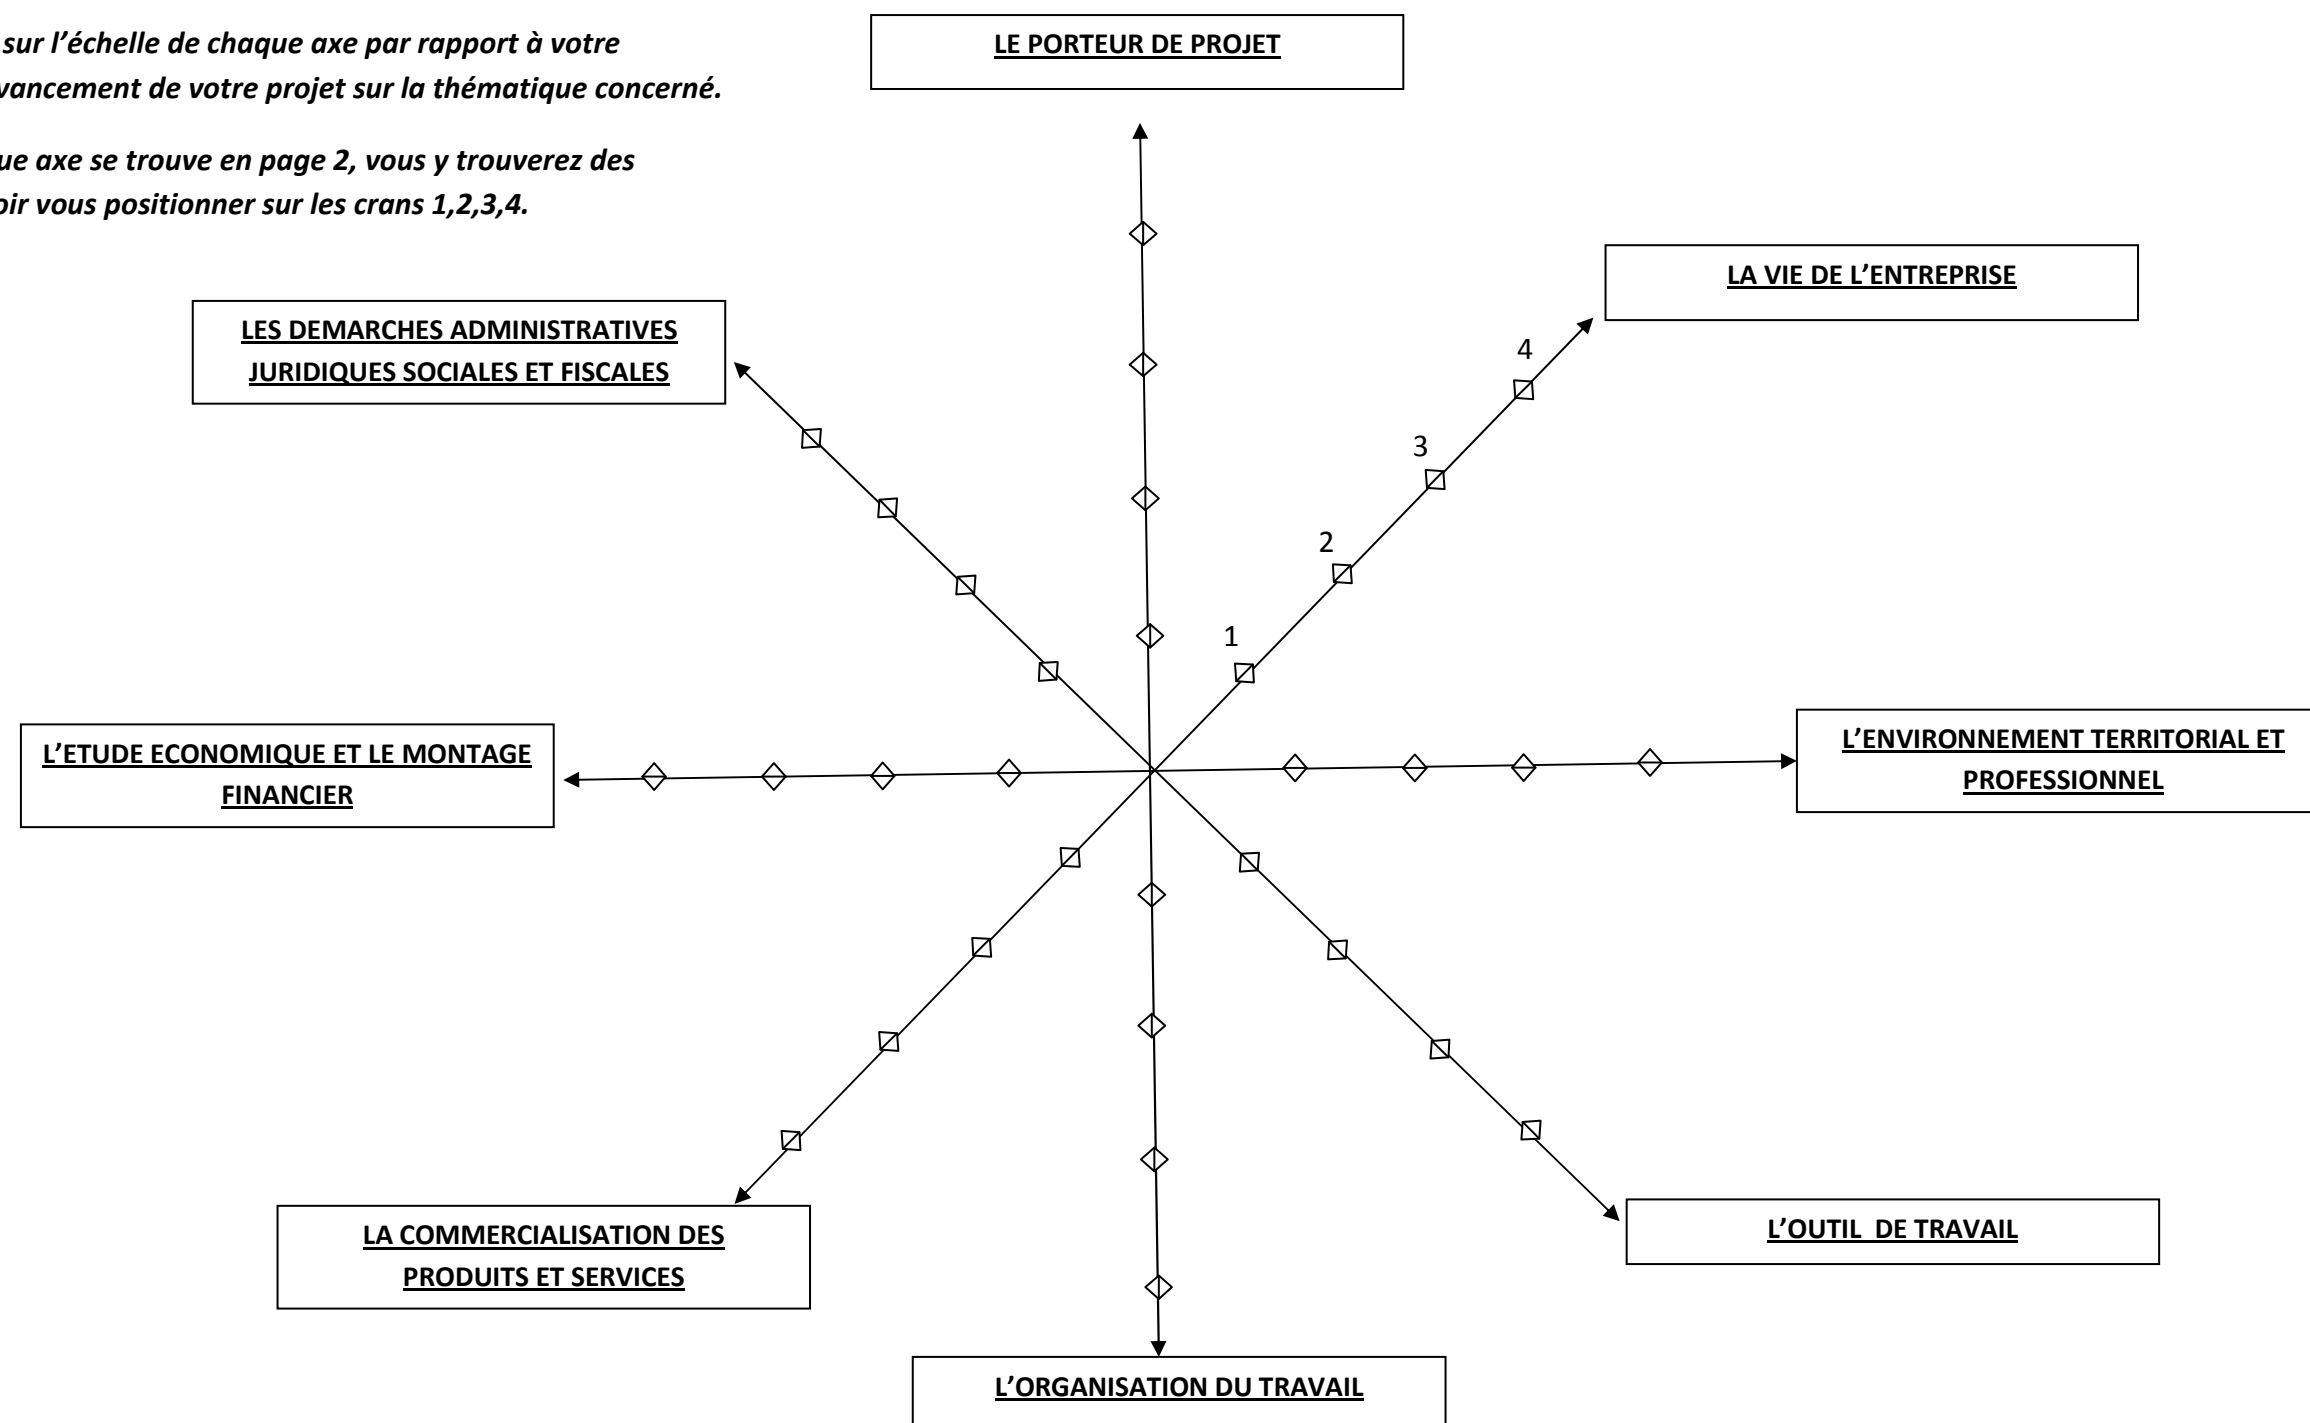 sur l’échelle de chaque axe par rapport à votre
vancement de votre projet sur la thématique concerné.
ue axe se trouve en page 2, vous y trouverez des
oir vous positionner sur les crans 1,2,3,4.
LE PORTEUR DE PROJET
LA VIE DE L’ENTREPRISE
LES DEMARCHES ADMINISTRATIVES
JURIDIQUES SOCIALES ET FISCALES
4
3
2
1
L’ETUDE ECONOMIQUE ET LE MONTAGE
FINANCIER
L’ENVIRONNEMENT TERRITORIAL ET
PROFESSIONNEL
LA COMMERCIALISATION DES
PRODUITS ET SERVICES
L’OUTIL  DE TRAVAIL
L’ORGANISATION DU TRAVAIL